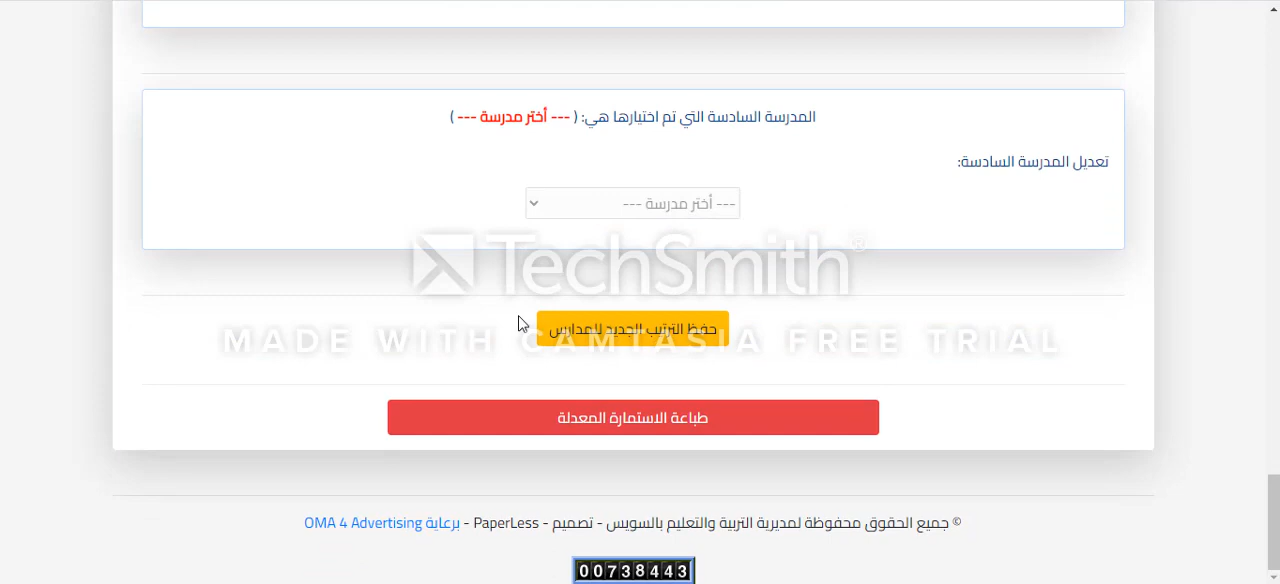 المدرسة السادسة التي تم اختيارها هي: ( --- أختر مدرسة --- )
تعديل المدرسة السادسة:
--- أختر مدرسة ---
TechSmith®
حفظ الترتيب الجديد للمدارس
MADE WITH CAMTASIA FREE TRIAL
طباعة الاستمارة المعدلة
© جميع الحقوق محفوظة لمديرية التربية والتعليم بالسويس - تصميم - PaperLess - برعاية OMA 4 Advertising
00738443